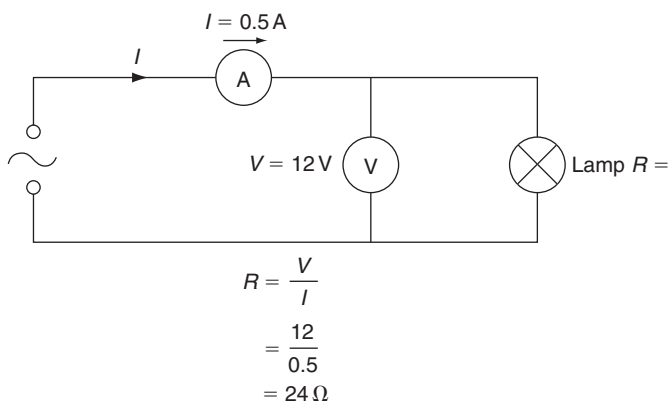 I = 0.5 A
I
A
V = 12 V
V
Lamp R =
R = V/I
= 12/0.5
= 24 Ω